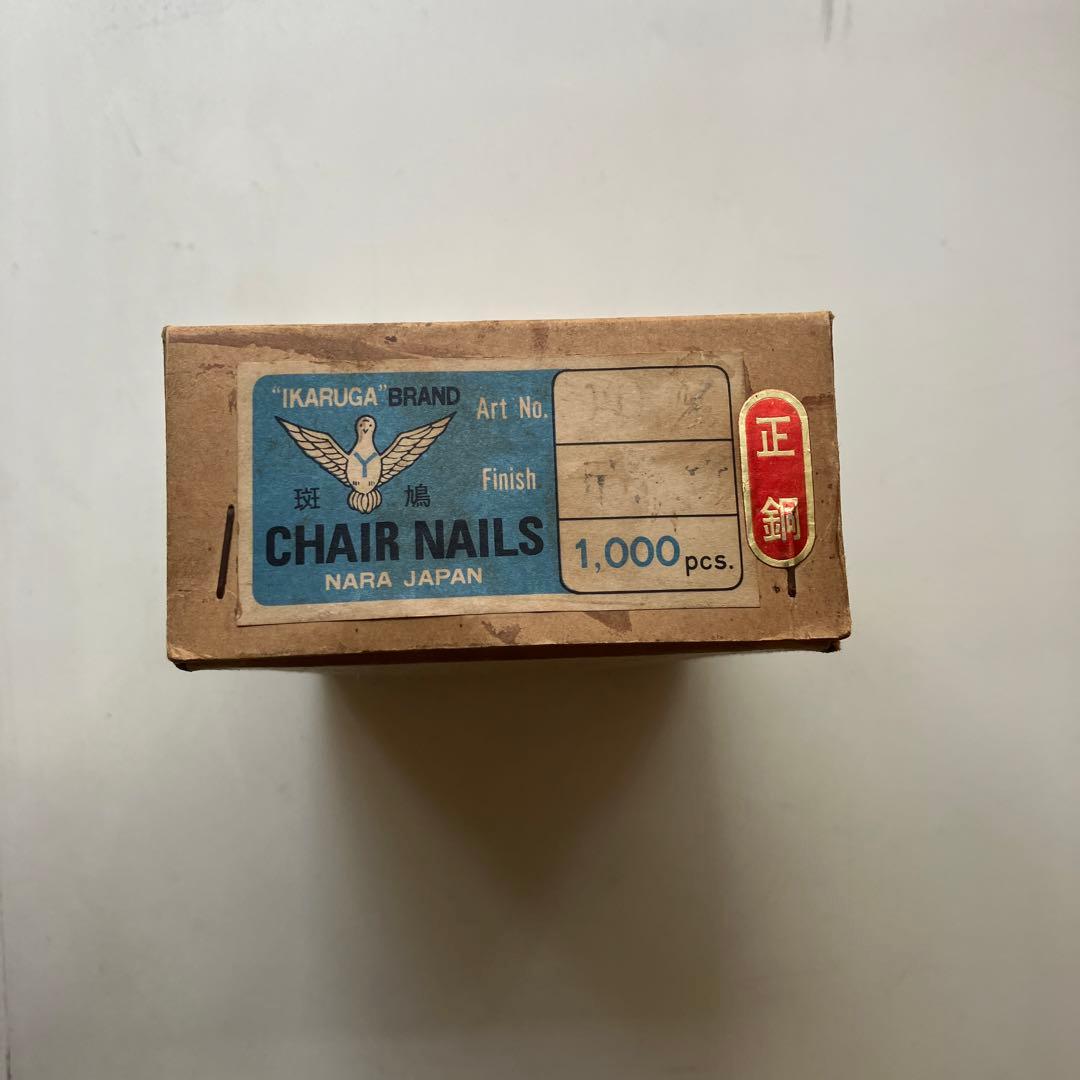 "IKARUGA" BRAND
Y
斑 鳩
CHAIR NAILS
NARA JAPAN
Art No.
Finish
1,000 pcs.
正
銅